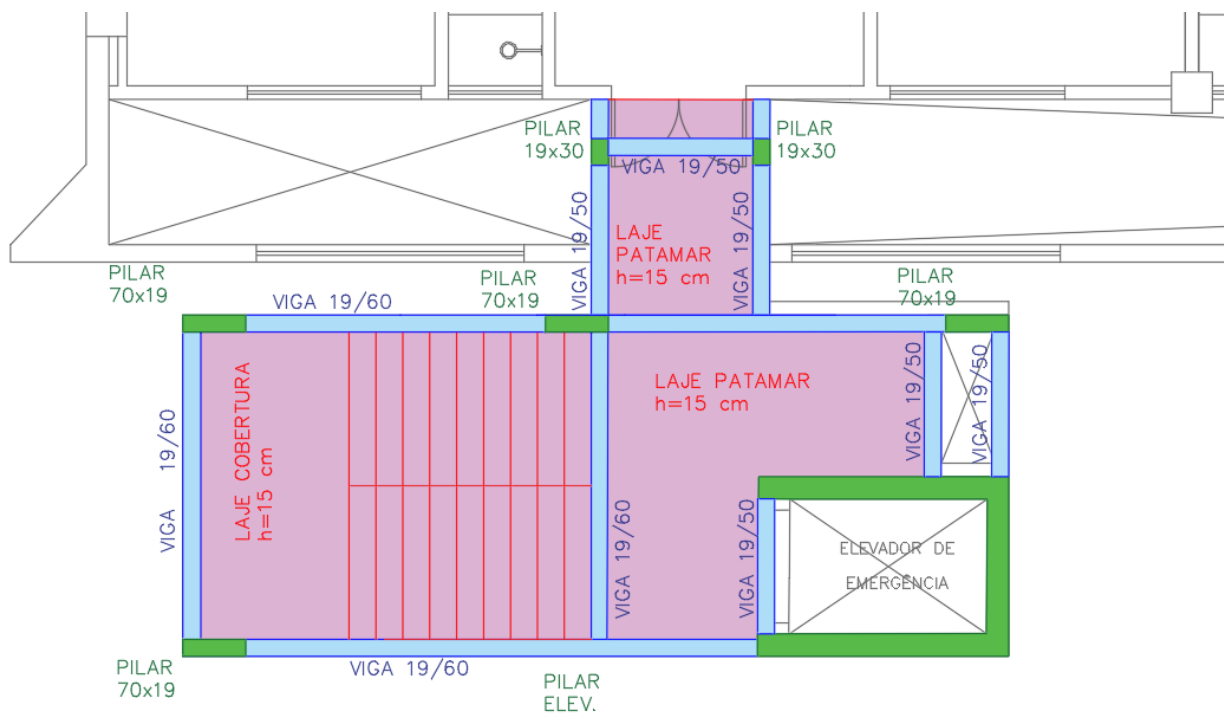 PILAR
19x30
PILAR
19x30
VIGA 19/50
VIGA 19/50
VIGA 19/50
LAJE
PATAMAR
h=15 cm
PILAR
70x19
PILAR
70x19
PILAR
70x19
VIGA 19/60
VIGA 19/60
LAJE COBERTURA
h=15 cm
LAJE PATAMAR
h=15 cm
VIGA 19/50
VIGA 19/50
VIGA 19/60
VIGA 19/50
ELEVADOR DE
EMERGÊNCIA
PILAR
70x19
VIGA 19/60
PILAR
ELEV.